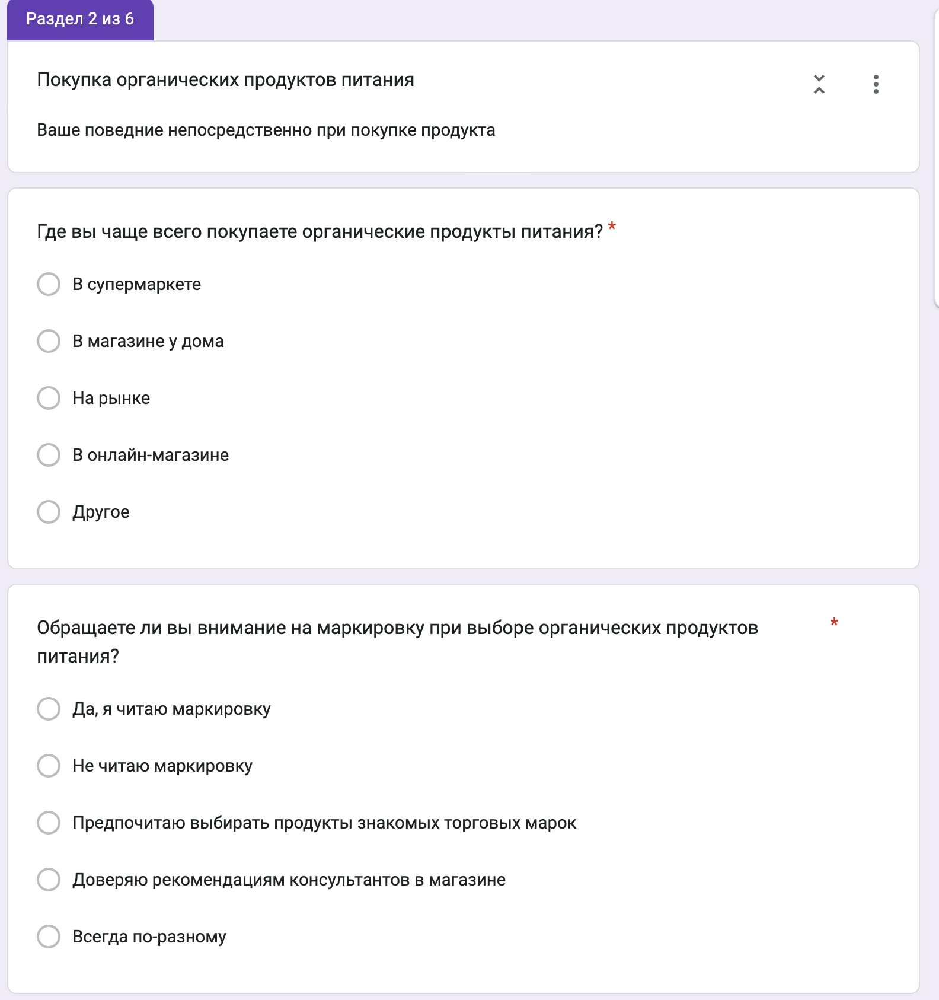 Раздел 2 из 6
Покупка органических продуктов питания
Ваше поведние непосредственно при покупке продукта
Где вы чаще всего покупаете органические продукты питания? *
В супермаркете
В магазине у дома
На рынке
В онлайн-магазине
Другое
Обращаете ли вы внимание на маркировку при выборе органических продуктов *
питания?
Да, я читаю маркировку
Не читаю маркировку
Предпочитаю выбирать продукты знакомых торговых марок
Доверяю рекомендациям консультантов в магазине
Всегда по-разному